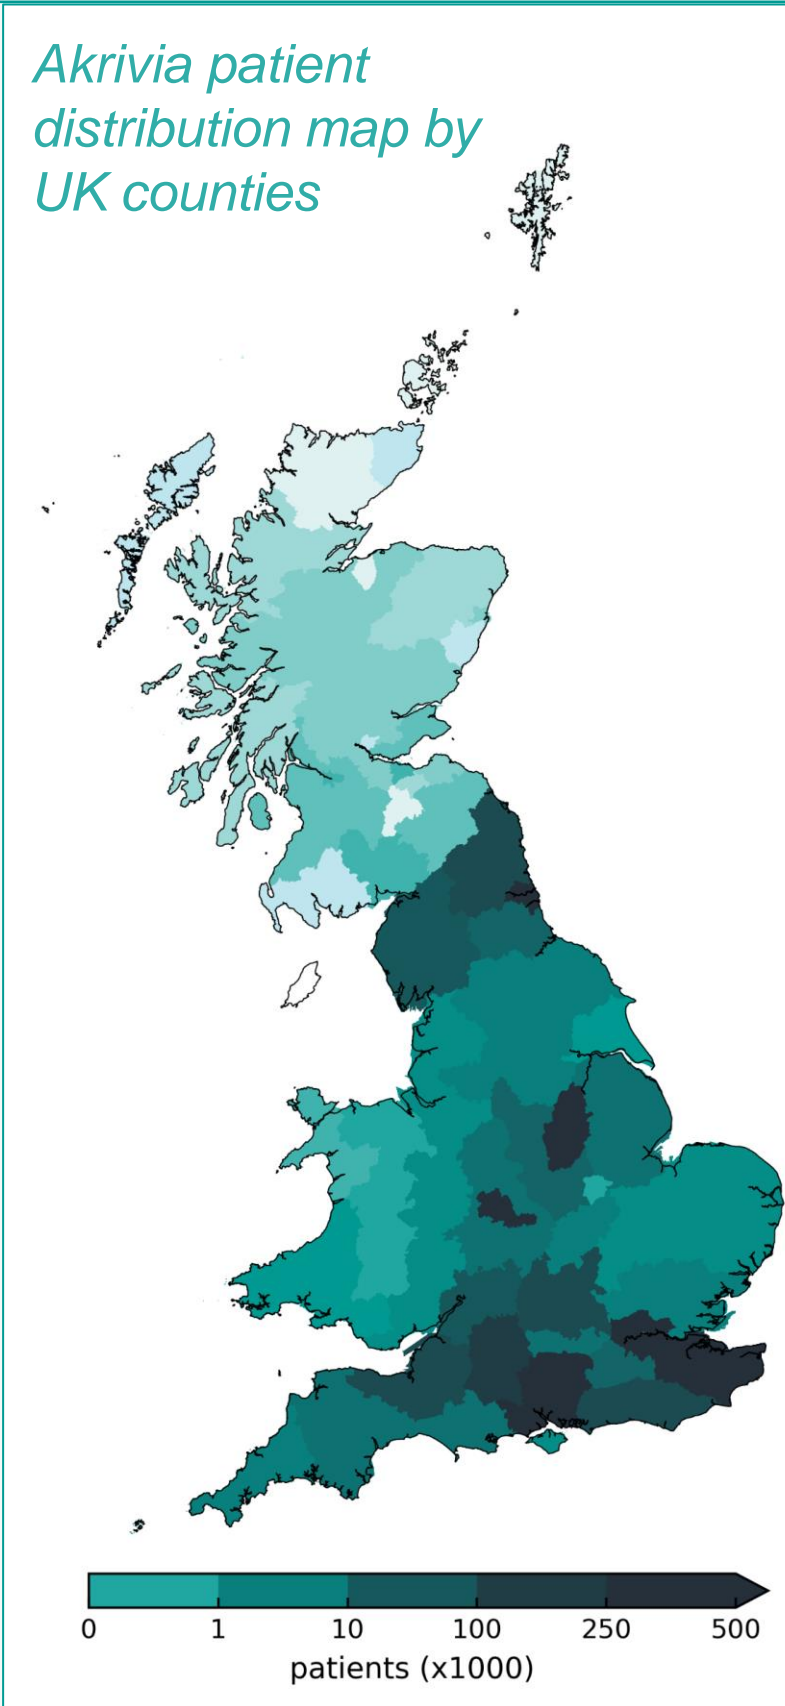 Akrivia patient
distribution map by
UK counties
0 1 10 100 250 500
patients (x1000)